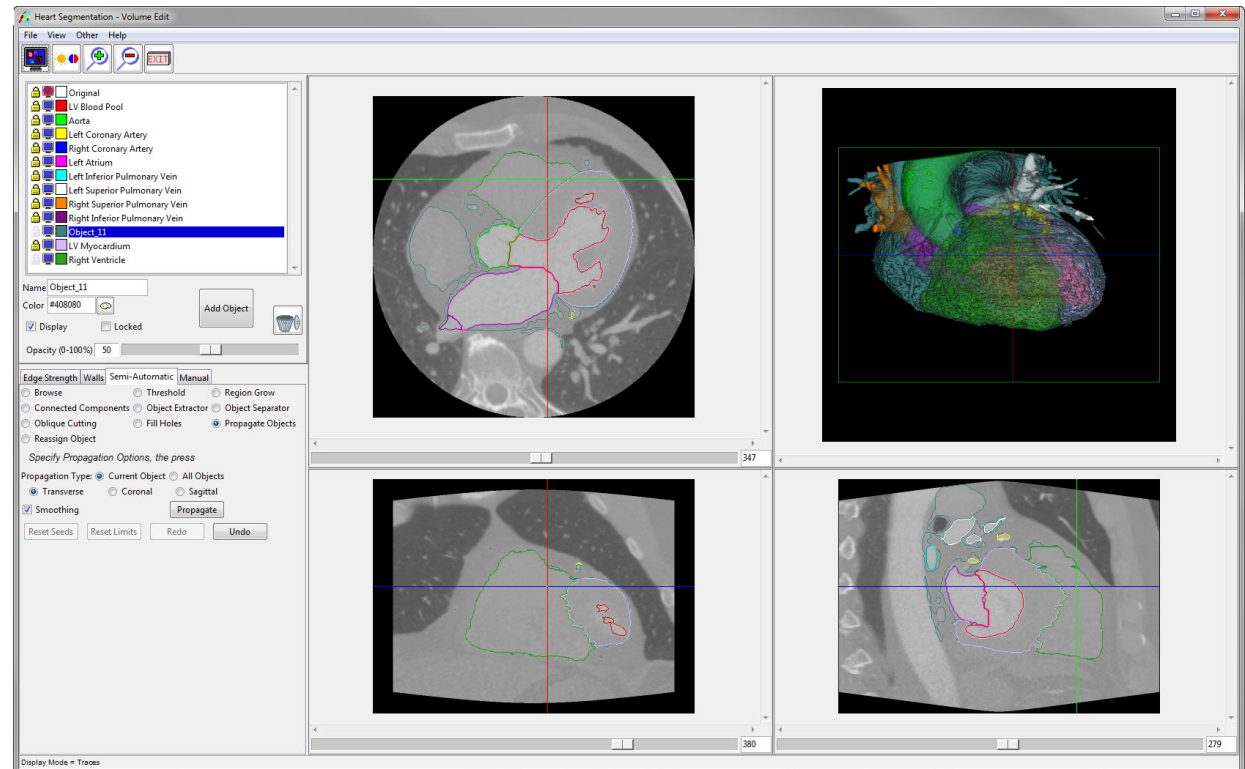 Heart Segmentation - Volume Edit
File View Other Help
EXIT
Original
LV Blood Pool
Aorta
Left Coronary Artery
Right Coronary Artery
Left Atrium
Left Inferior Pulmonary Vein
Left Superior Pulmonary Vein
Right Superior Pulmonary Vein
Right Inferior Pulmonary Vein
Object_11
LV Myocardium
Right Ventricle
Name Object_11
Color #408080
Add Object
Display Locked
Opacity (0-100%) 50
Edge Strength Walls Semi-Automatic Manual
Browse Threshold Region Grow
Connected Components Object Extractor Object Separator
Oblique Cutting Fill Holes Propagate Objects
Reassign Object
Specify Propagation Options, the press
Propagation Type: Current Object All Objects
Transverse Coronal Sagittal
Smoothing Propagate
Reset Seeds Reset Limits Redo Undo
347
380
279
Display Mode = Traces